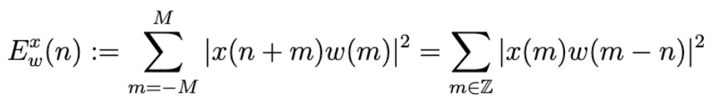 E_w^x(n) := \sum_{m=-M}^{M} |x(n+m)w(m)|^2 = \sum_{m \in \mathbb{Z}} |x(m)w(m-n)|^2